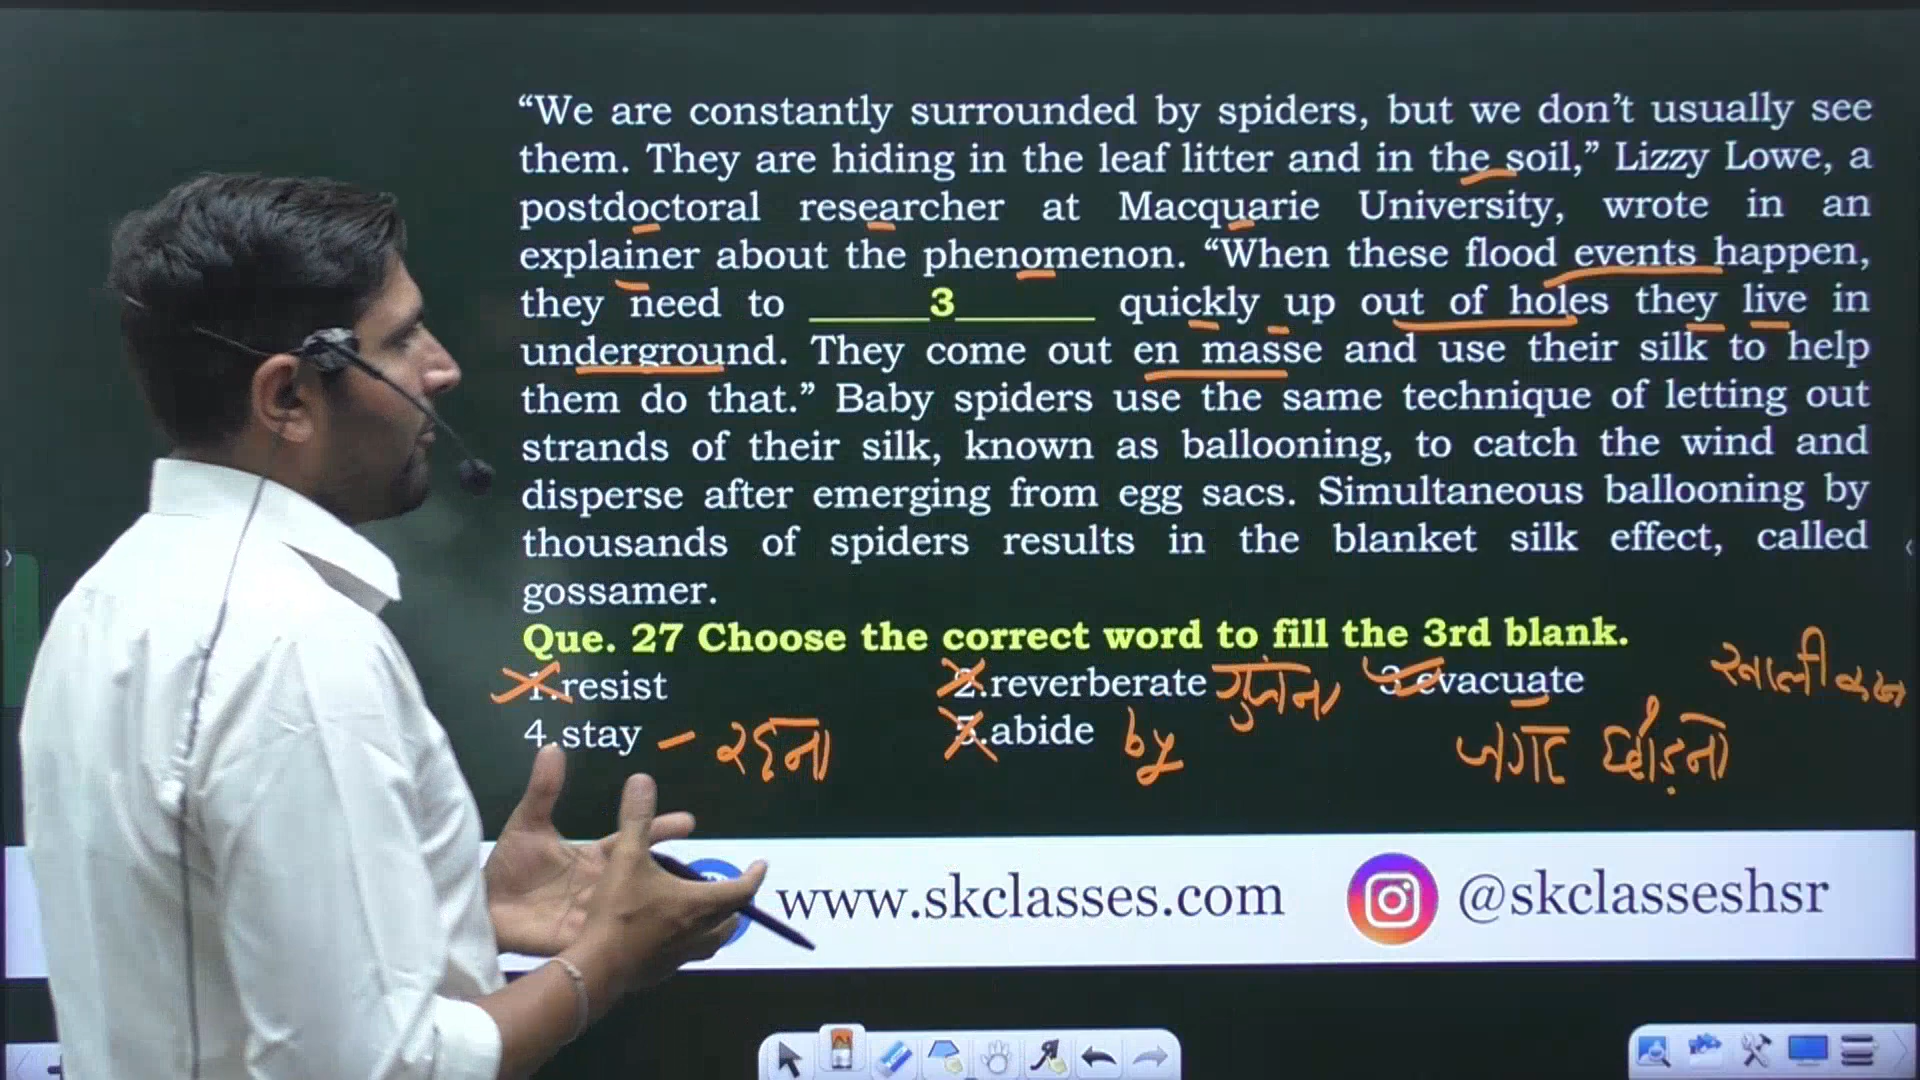 “We are constantly surrounded by spiders, but we don’t usually see
them. They are hiding in the leaf litter and in the soil,” Lizzy Lowe, a
postdoctoral researcher at Macquarie University, wrote in an
explainer about the phenomenon. “When these flood events happen,
they need to ______3_______ quickly up out of holes they live in
underground. They come out en masse and use their silk to help
them do that.” Baby spiders use the same technique of letting out
strands of their silk, known as ballooning, to catch the wind and
disperse after emerging from egg sacs. Simultaneous ballooning by
thousands of spiders results in the blanket silk effect, called
gossamer.
Que. 27 Choose the correct word to fill the 3rd blank.
1.resist 2.reverberate 3.evacuate खाली
4.stay – रहना 5.abide by जगह छोड़ना
www.skclasses.com @skclasseshsr